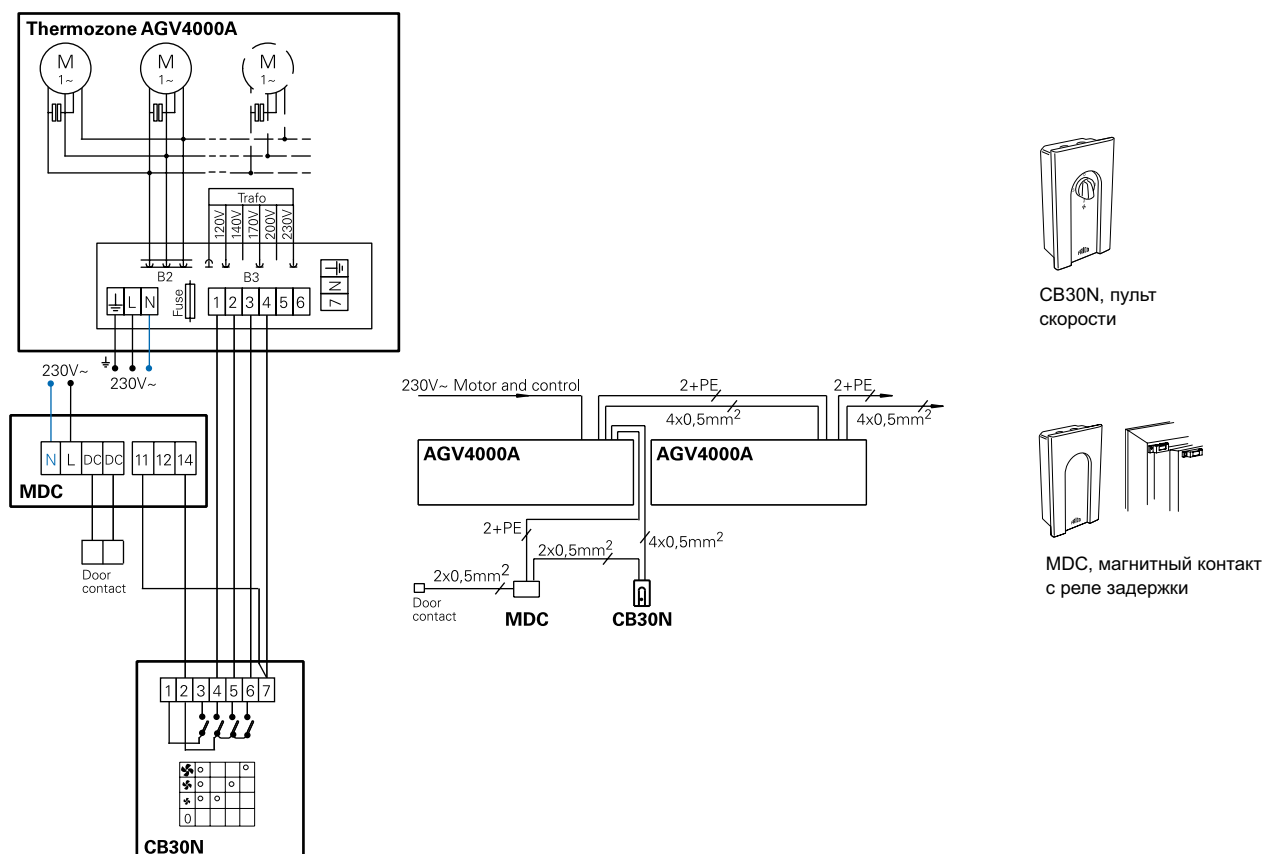 Thermozone AGV4000A
M
1~
M
1~
M
1~
Trafo
120V
140V
170V
200V
230V
B2
B3
L N
Fuse
1 2 3 4 5 6
7 N
230V~
230V~
N L DC DC 11 12 14
MDC
Door
contact
1 2 3 4 5 6 7
0
CB30N
230V~ Motor and control
2+PE
4x0,5mm²
2+PE
4x0,5mm²
AGV4000A
AGV4000A
2+PE
2x0,5mm²
4x0,5mm²
2x0,5mm²
Door
contact
MDC
CB30N
CB30N, пульт
скорости
MDC, магнитный контакт
с реле задержки